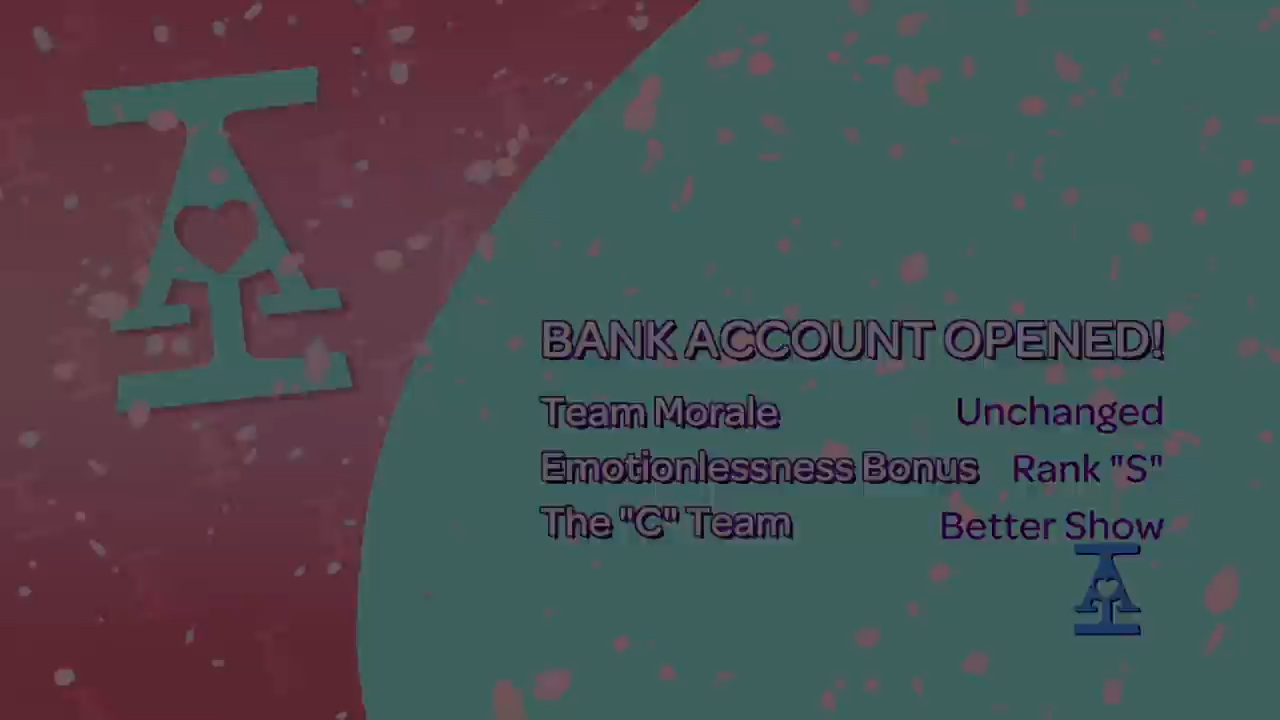 BANK ACCOUNT OPENED!
Team Morale Unchanged
Emotionlessness Bonus Rank "S"
The "C" Team Better Show